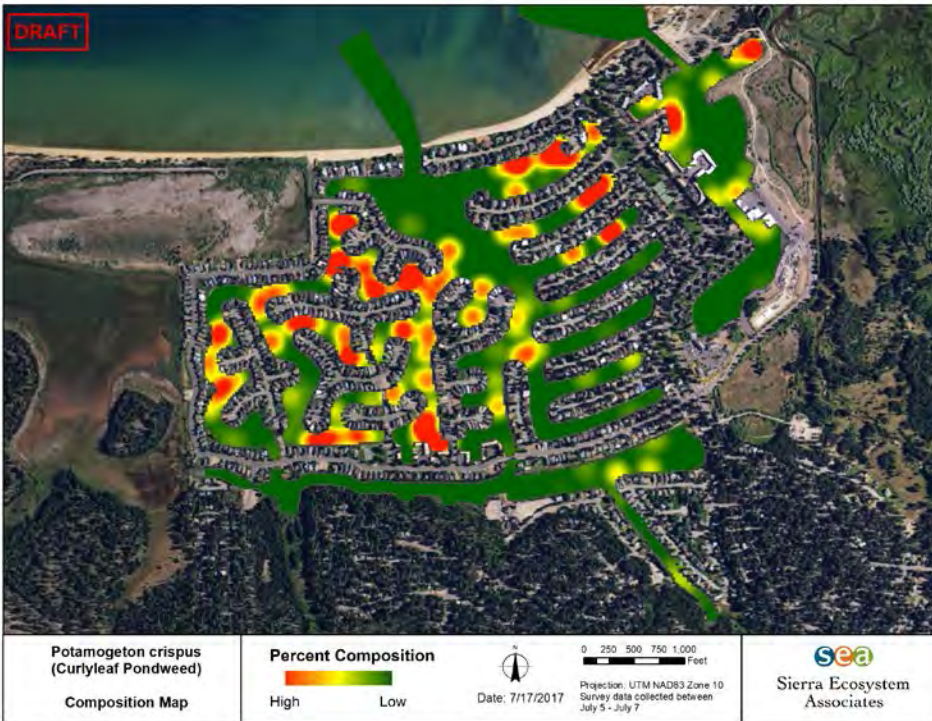 DRAFT
Potamogeton crispus
(Curlyleaf Pondweed)
Composition Map
Percent Composition
High Low
N
Date: 7/17/2017
0 250 500 750 1,000
Feet
Projection: UTM NAD83 Zone 10
Survey data collected between
July 5 - July 7
sea
Sierra Ecosystem
Associates